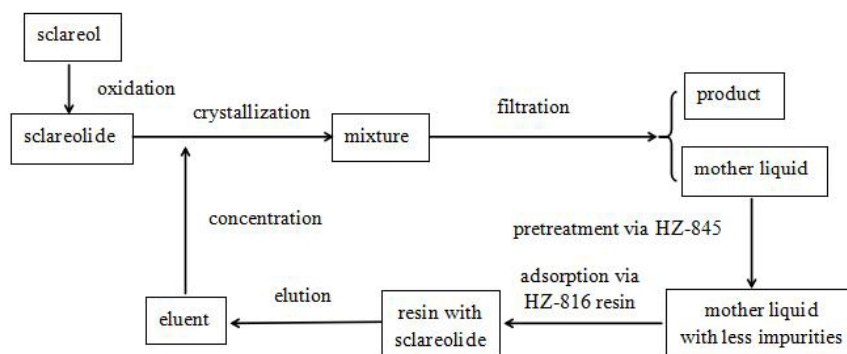 sclareol
oxidation
sclareolide
crystallization
mixture
filtration
product
mother liquid
concentration
pretreatment via HZ-845
eluent
elution
resin with
sclareolide
adsorption via
HZ-816 resin
mother liquid
with less impurities